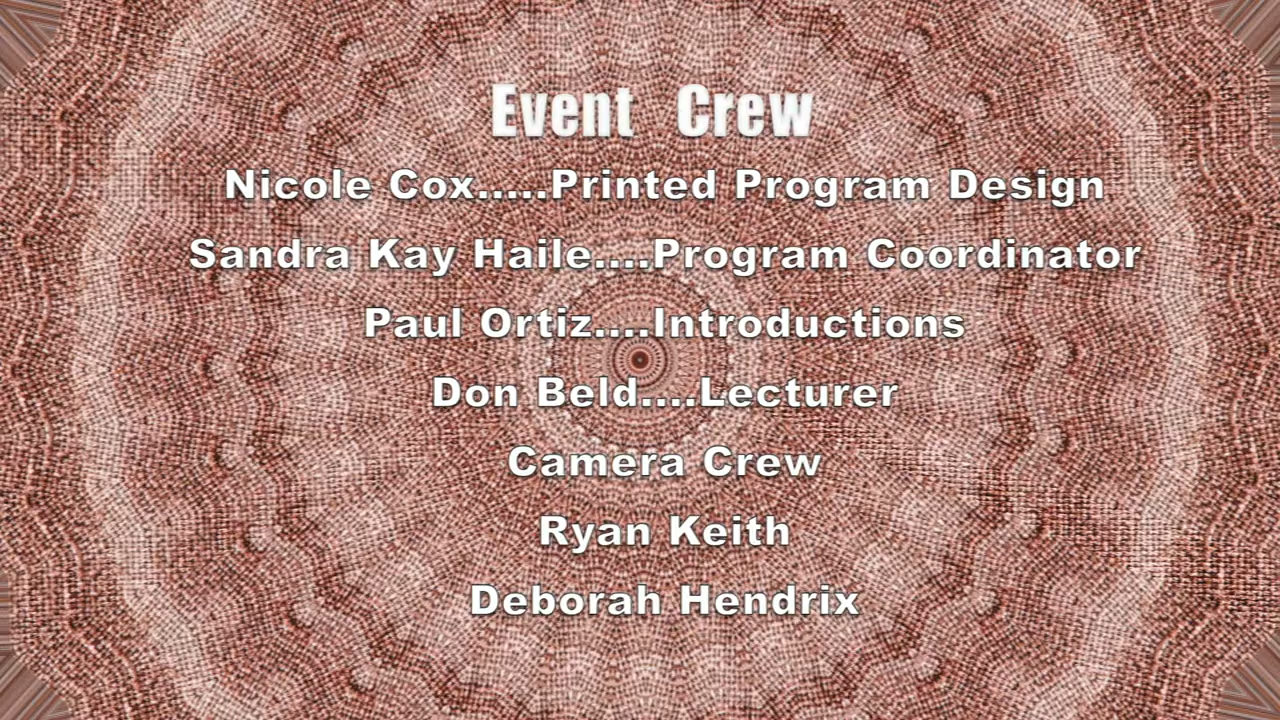 Event Crew
Nicole Cox.....Printed Program Design
Sandra Kay Haile....Program Coordinator
Paul Ortiz....Introductions
Don Beld....Lecturer
Camera Crew
Ryan Keith
Deborah Hendrix